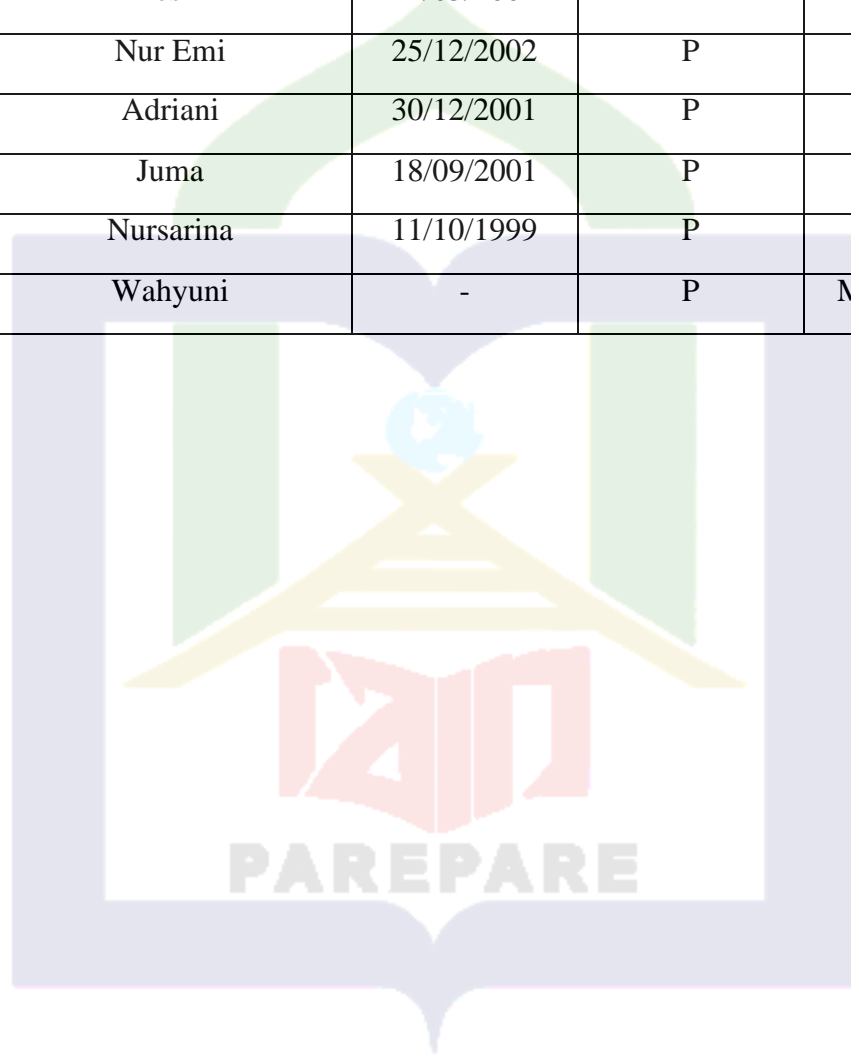 Nur Emi 25/12/2002 P
Adriani 30/12/2001 P
Juma 18/09/2001 P
Nursarina 11/10/1999 P
Wahyuni - P M
iain
PAREPARE